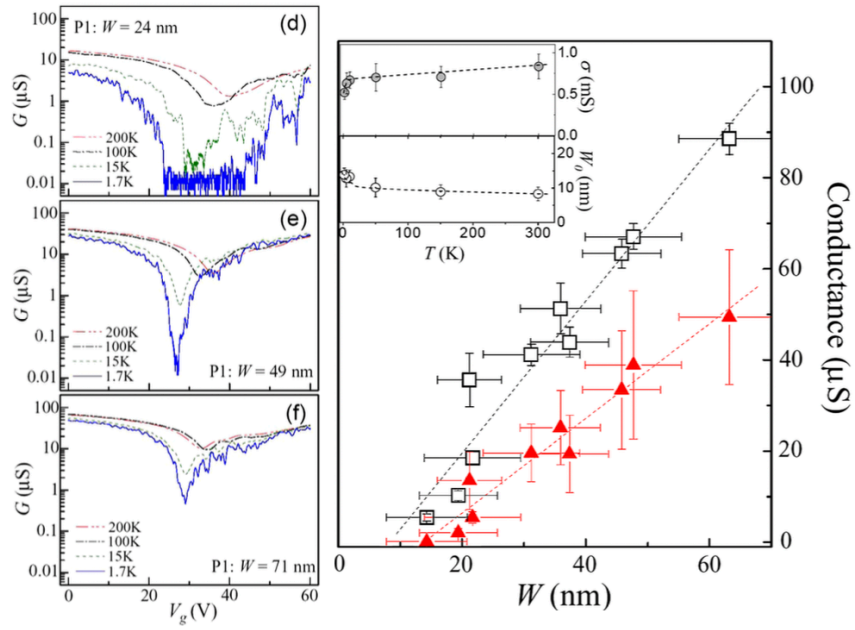 P1: W = 24 nm
(d)
100
10
1
0.1
0.01
G (μS)
200K
100K
15K
1.7K
(e)
100
10
1
0.1
0.01
G (μS)
200K
100K
15K
1.7K
P1: W = 49 nm
(f)
100
10
1
0.1
0.01
G (μS)
200K
100K
15K
1.7K
P1: W = 71 nm
0 20 40 60
Vg (V)
1.0
0.5
0.0
σ (mS)
20
10
0
W0 (nm)
0 100 200 300
T (K)
100
80
60
40
20
0
Conductance (μS)
0 20 40 60
W (nm)